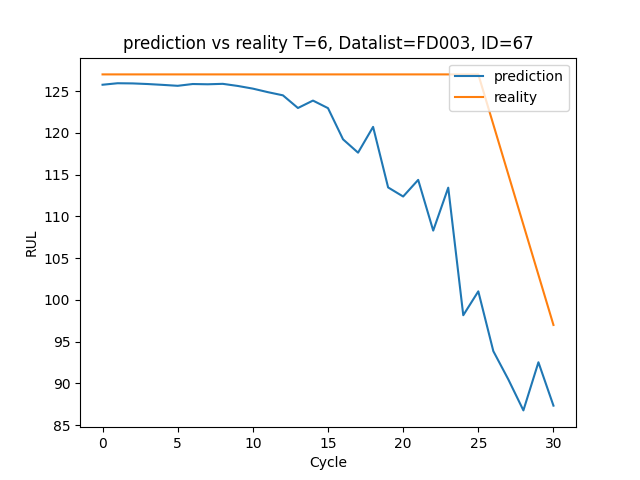 prediction vs reality T=6, Datalist=FD003, ID=67
prediction
reality
RUL
125
120
115
110
105
100
95
90
85
0 5 10 15 20 25 30
Cycle